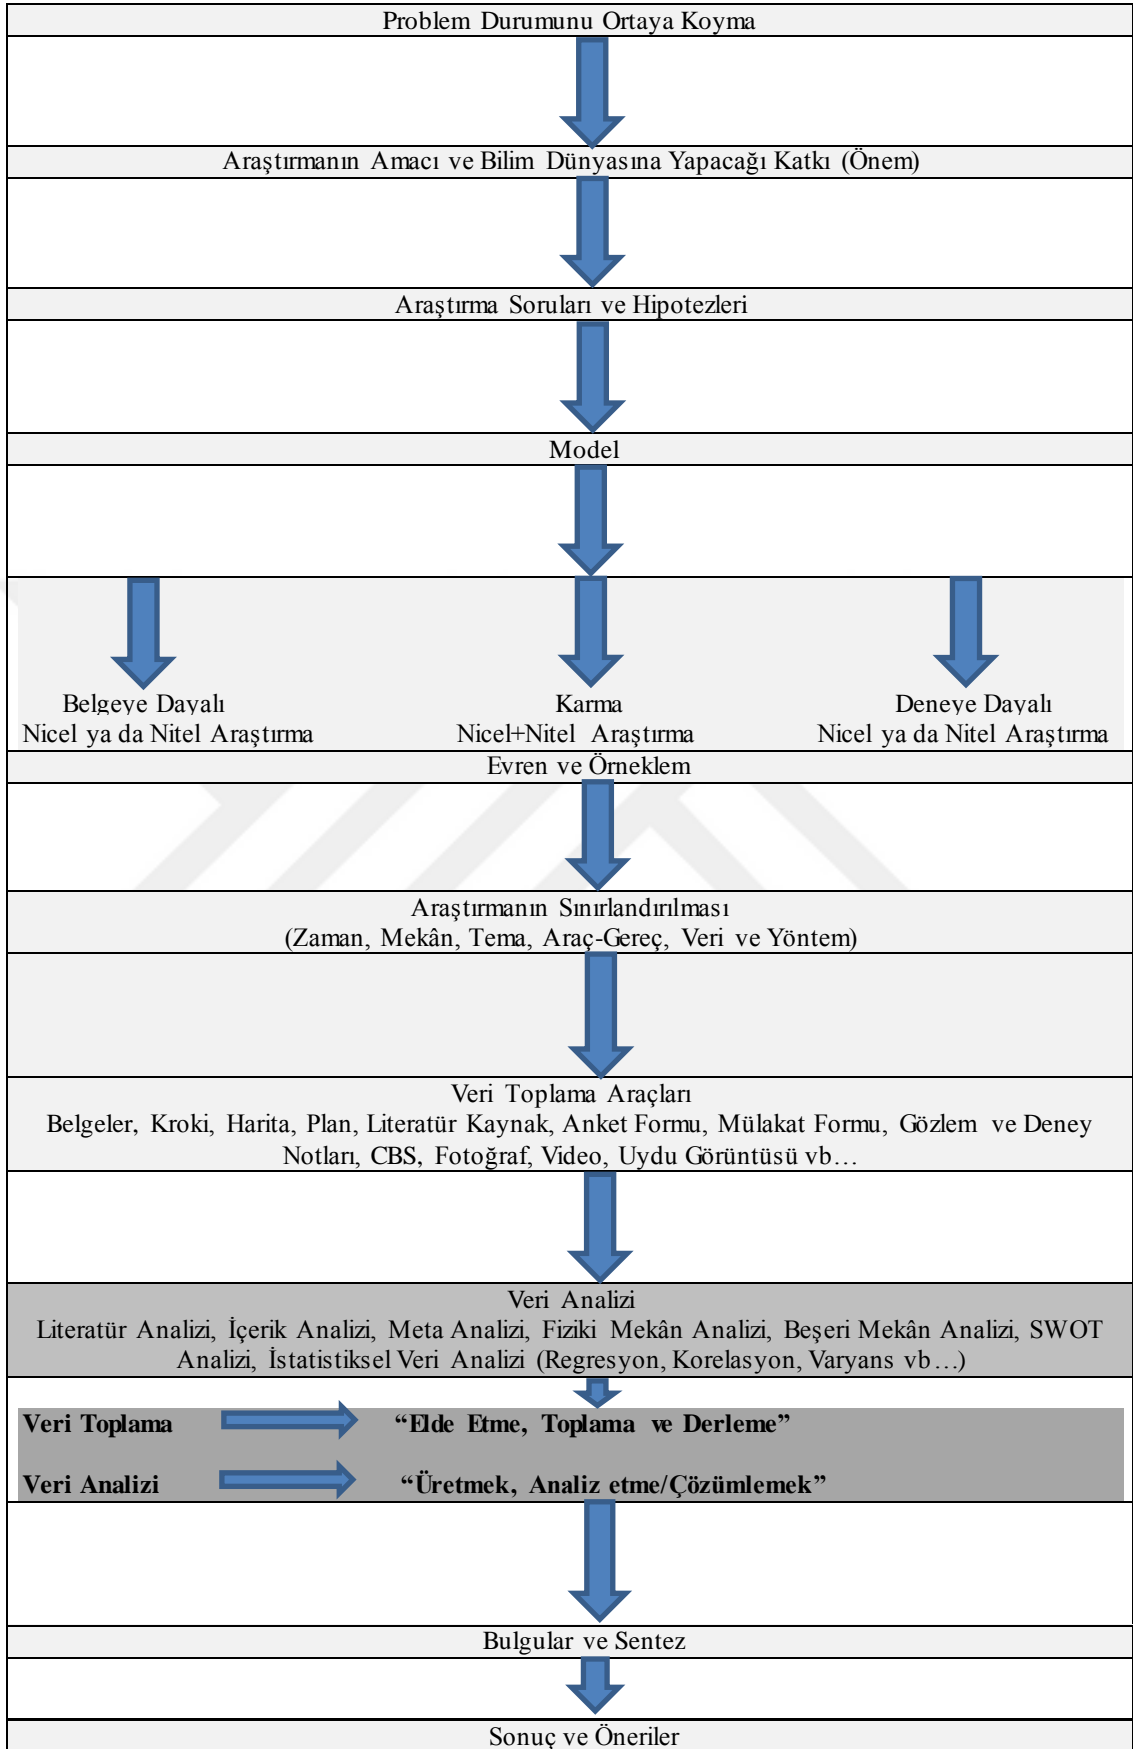 Problem Durumunu Ortaya Koyma
Araştırmanın Amacı ve Bilim Dünyasına Yapacağı Katkı (Önem)
Araştırma Soruları ve Hipotezleri
Model
Belgeye Dayalı
Nicel ya da Nitel Araştırma
Karma
Nicel+Nitel Araştırma
Deneye Dayalı
Nicel ya da Nitel Araştırma
Evren ve Örneklem
Araştırmanın Sınırlandırılması
(Zaman, Mekân, Tema, Araç-Gereç, Veri ve Yöntem)
Veri Toplama Araçları
Belgeler, Kroki, Harita, Plan, Literatür Kaynak, Anket Formu, Mülakat Formu, Gözlem ve Deney
Notları, CBS, Fotoğraf, Video, Uydu Görüntüsü vb…
Veri Analizi
Literatür Analizi, İçerik Analizi, Meta Analizi, Fiziki Mekân Analizi, Beşeri Mekân Analizi, SWOT
Analizi, İstatistiksel Veri Analizi (Regresyon, Korelasyon, Varyans vb…)
Veri Toplama “Elde Etme, Toplama ve Derleme”
Veri Analizi “Üretmek, Analiz etme/Çözümlemek”
Bulgular ve Sentez
Sonuç ve Öneriler